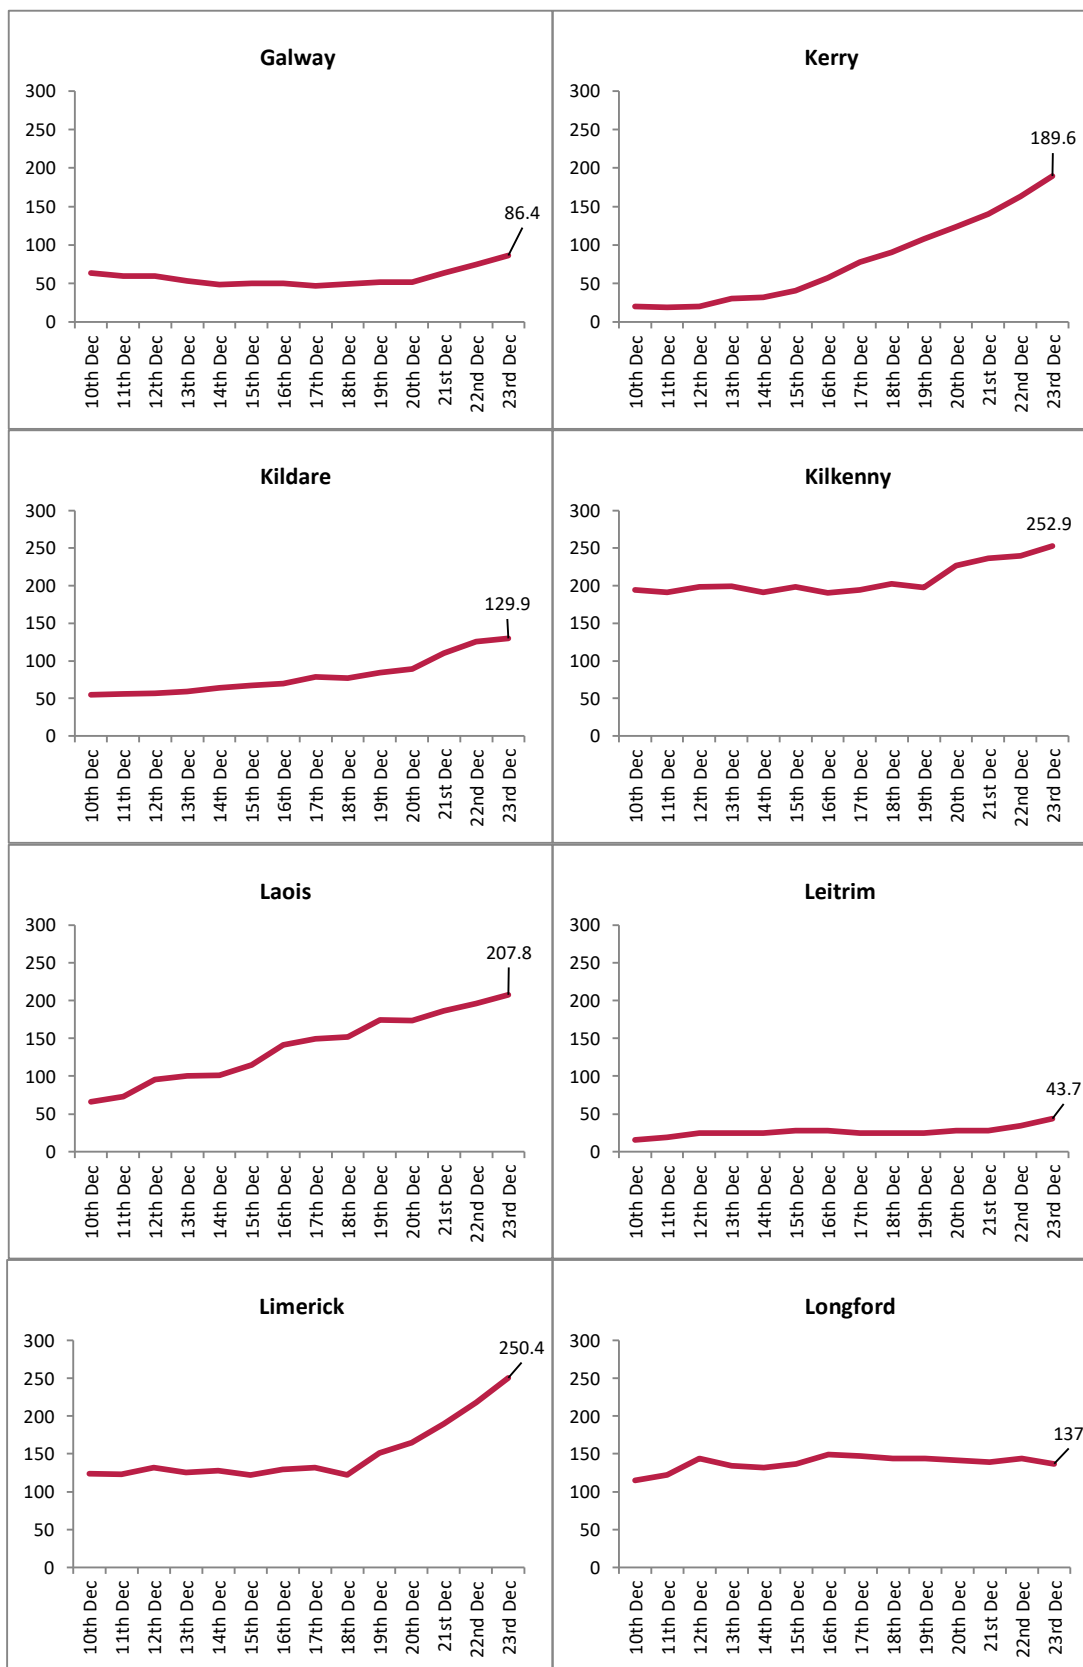 Galway
300
250
200
150
100
50
0
86.4
10th Dec
11th Dec
12th Dec
13th Dec
14th Dec
15th Dec
16th Dec
17th Dec
18th Dec
19th Dec
20th Dec
21st Dec
22nd Dec
23rd Dec
Kerry
300
250
200
150
100
50
0
189.6
10th Dec
11th Dec
12th Dec
13th Dec
14th Dec
15th Dec
16th Dec
17th Dec
18th Dec
19th Dec
20th Dec
21st Dec
22nd Dec
23rd Dec
Kildare
300
250
200
150
100
50
0
129.9
10th Dec
11th Dec
12th Dec
13th Dec
14th Dec
15th Dec
16th Dec
17th Dec
18th Dec
19th Dec
20th Dec
21st Dec
22nd Dec
23rd Dec
Kilkenny
300
250
200
150
100
50
0
252.9
10th Dec
11th Dec
12th Dec
13th Dec
14th Dec
15th Dec
16th Dec
17th Dec
18th Dec
19th Dec
20th Dec
21st Dec
22nd Dec
23rd Dec
Laois
300
250
200
150
100
50
0
207.8
10th Dec
11th Dec
12th Dec
13th Dec
14th Dec
15th Dec
16th Dec
17th Dec
18th Dec
19th Dec
20th Dec
21st Dec
22nd Dec
23rd Dec
Leitrim
300
250
200
150
100
50
0
43.7
10th Dec
11th Dec
12th Dec
13th Dec
14th Dec
15th Dec
16th Dec
17th Dec
18th Dec
19th Dec
20th Dec
21st Dec
22nd Dec
23rd Dec
Limerick
300
250
200
150
100
50
0
250.4
10th Dec
11th Dec
12th Dec
13th Dec
14th Dec
15th Dec
16th Dec
17th Dec
18th Dec
19th Dec
20th Dec
21st Dec
22nd Dec
23rd Dec
Longford
300
250
200
150
100
50
0
137
10th Dec
11th Dec
12th Dec
13th Dec
14th Dec
15th Dec
16th Dec
17th Dec
18th Dec
19th Dec
20th Dec
21st Dec
22nd Dec
23rd Dec